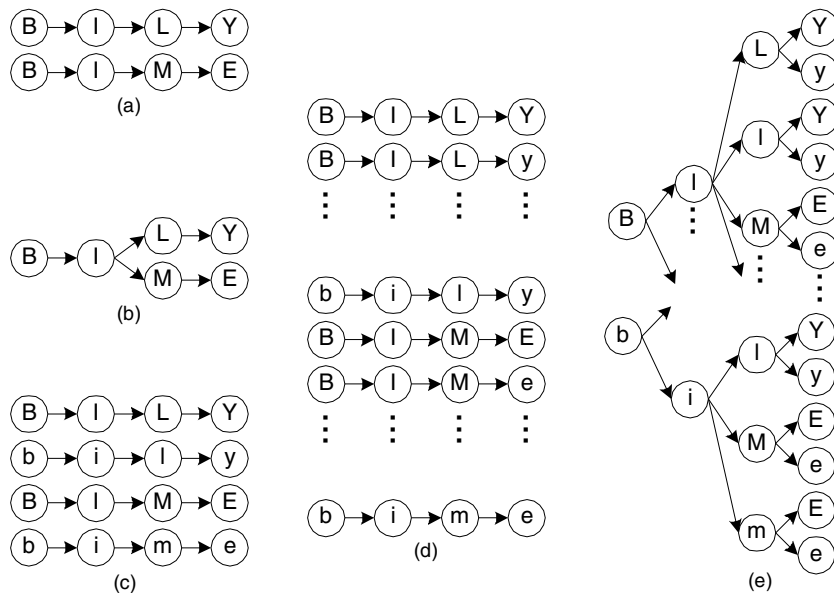 B I L Y
B I M E
(a)
B I L Y
M E
(b)
B I L Y
b i l y
B I M E
b i m e
(c)
B I L Y
B I L y
b i l y
B I M E
B I M e
b i m e
(d)
B I L Y
y
l Y
y
M E
e
b i l Y
y
M E
e
m E
e
(e)